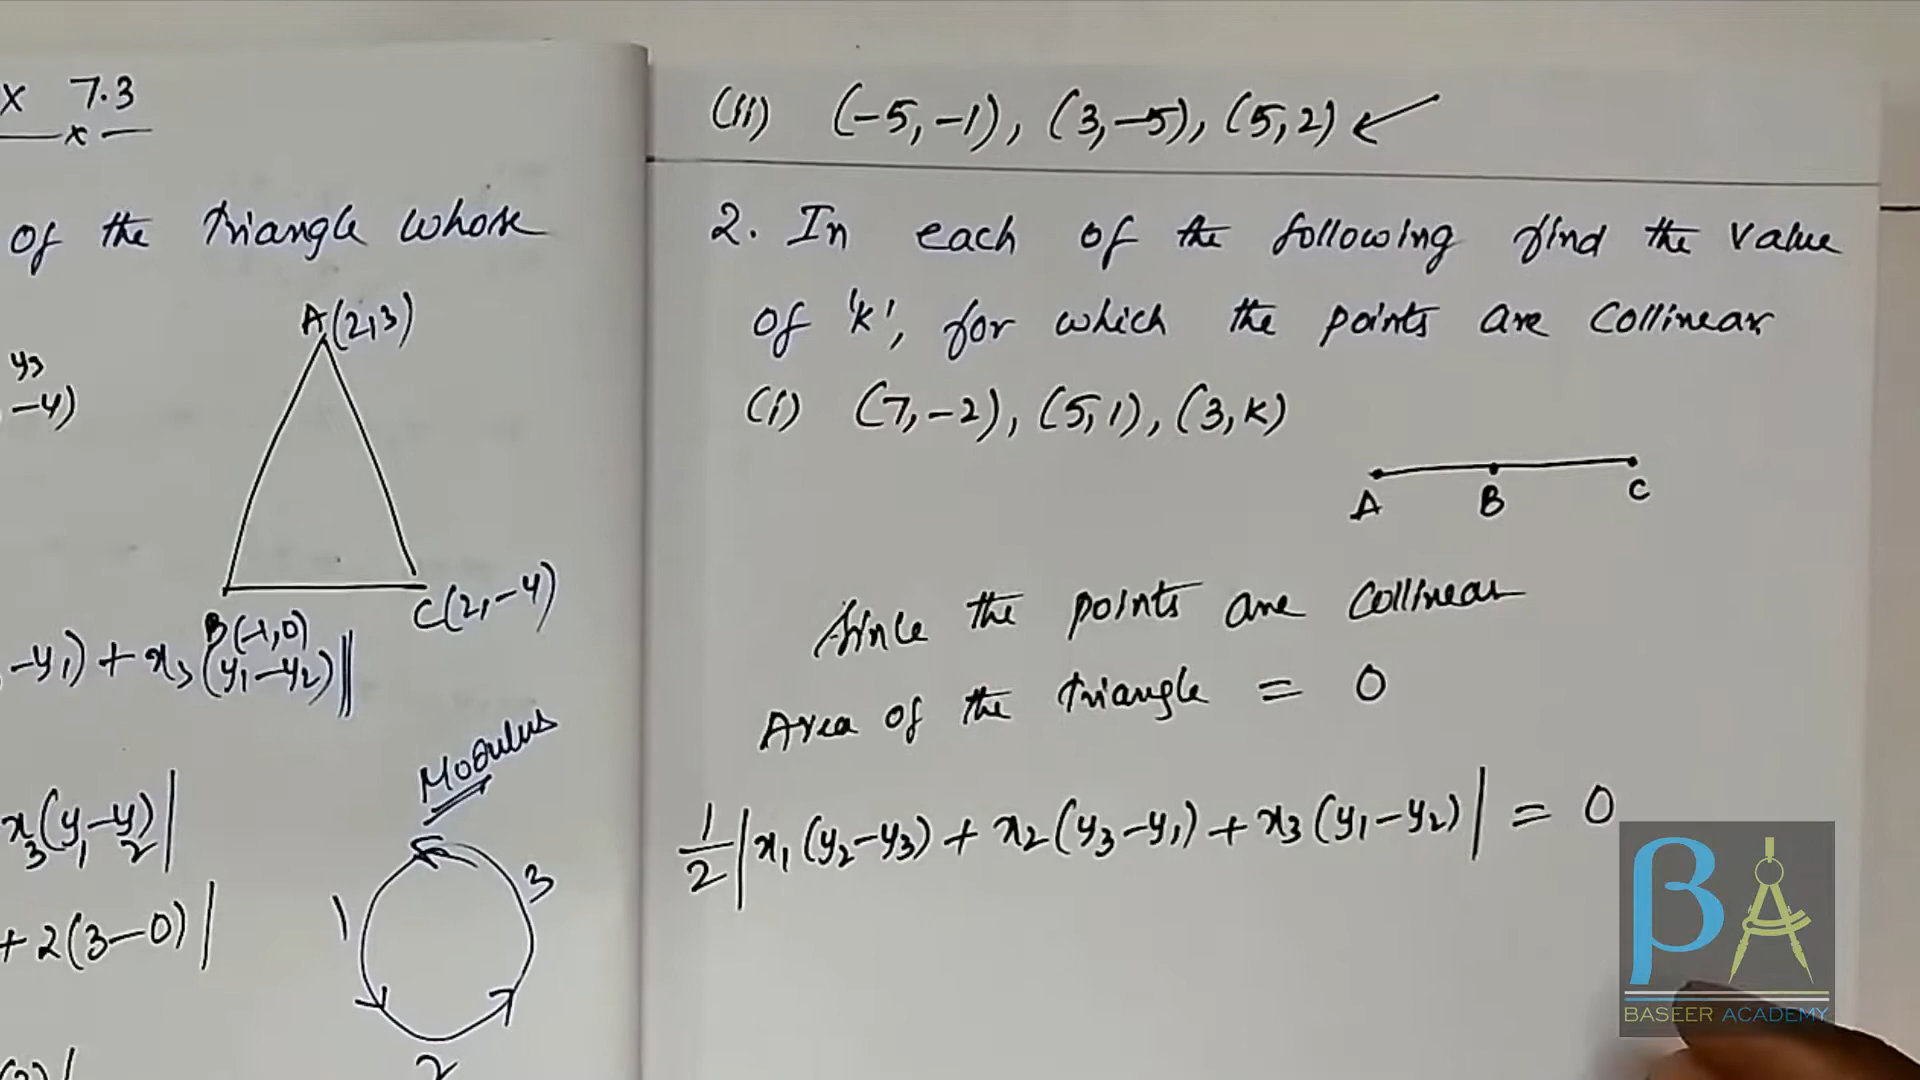 x 7.3
of the triangle whose
A(2,3)
y3
-4)
B(-1,0)
C(2,-4)
-y1) + x3 (y1-y2)||
Modulus
x3(y1-y2)|
+ 2(3-0)|
1
3
2
(ii) (-5,-1), (3,-5), (5,2)
2. In each of the following find the value
of 'k', for which the points are collinear
(i) (7,-2), (5,1), (3,k)
A B C
Since the points are collinear
Area of the triangle = 0
1/2 |x1 (y2-y3) + x2 (y3-y1) + x3 (y1-y2)| = 0
BA
BASEER ACADEMY